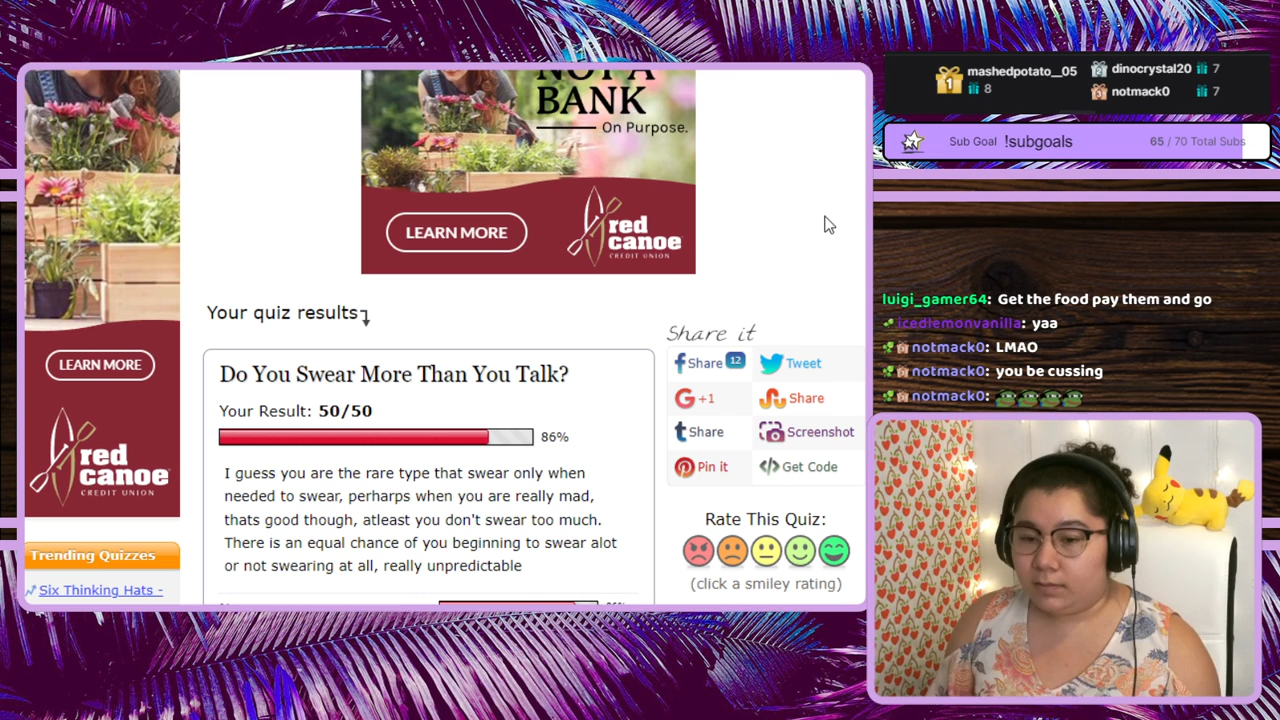 NOT A
BANK
On Purpose.
LEARN MORE
red
canoe
CREDIT UNION
LEARN MORE
red
canoe
CREDIT UNION
Trending Quizzes
Six Thinking Hats -
Your quiz results
Do You Swear More Than You Talk?
Your Result: 50/50
86%
I guess you are the rare type that swear only when
needed to swear, perharps when you are really mad,
thats good though, atleast you don't swear too much.
There is an equal chance of you beginning to swear alot
or not swearing at all, really unpredictable
Share it
Share 12
Tweet
+1
Share
Share
Screenshot
Pin it
Get Code
Rate This Quiz:
(click a smiley rating)
1 mashedpotato__05
8
2 dinocrystal20 7
3 notmack0 7
Sub Goal !subgoals 65 / 70 Total Subs
luigi_gamer64: Get the food pay them and go
icedlemonvanilla: yaa
notmack0: LMAO
notmack0: you be cussing
notmack0: